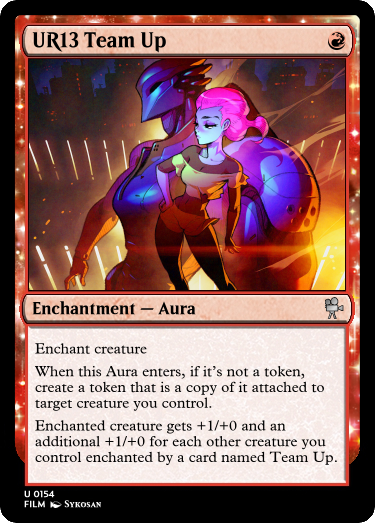 UR13 Team Up
Enchantment — Aura
Enchant creature
When this Aura enters, if it's not a token,
create a token that is a copy of it attached to
target creature you control.
Enchanted creature gets +1/+0 and an
additional +1/+0 for each other creature you
control enchanted by a card named Team Up.
U 0154
FILM Sykosan